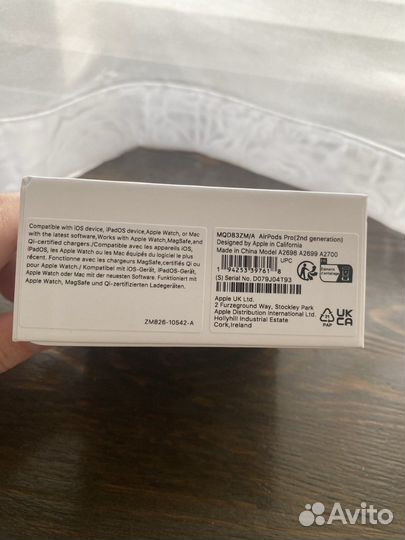 Compatible with iOS device, iPadOS device,Apple Watch, or Mac
with the latest software,Works with Apple Watch,MagSafe,and
Qi-certified chargers./Compatible avec les appareils iOS,
iPadOS, les Apple Watch ou les Mac équipés du logiciel le plus
récent. Fonctionne avec les chargeurs MagSafe,certifiés Qi ou
pour Apple Watch./ Kompatibel mit iOS-Gerät, iPadOS-Gerät,
Apple Watch oder Mac mit der neuesten Software. Funktioniert mit
Apple Watch, MagSafe und Qi-zertifizierten Ladegeräten.
ZM826-10542-A
MQD83ZM/A AirPods Pro(2nd generation)
Designed by Apple in California
Made in China Model A2698 A2699 A2700
UPC
1 94253 39761 8
(S) Serial No. D079J04T93
Apple UK Ltd.
2 Furzeground Way, Stockley Park
Apple Distribution International Ltd.
Hollyhill Industrial Estate
Cork,Ireland
21
PAP
UK
CA
Avito